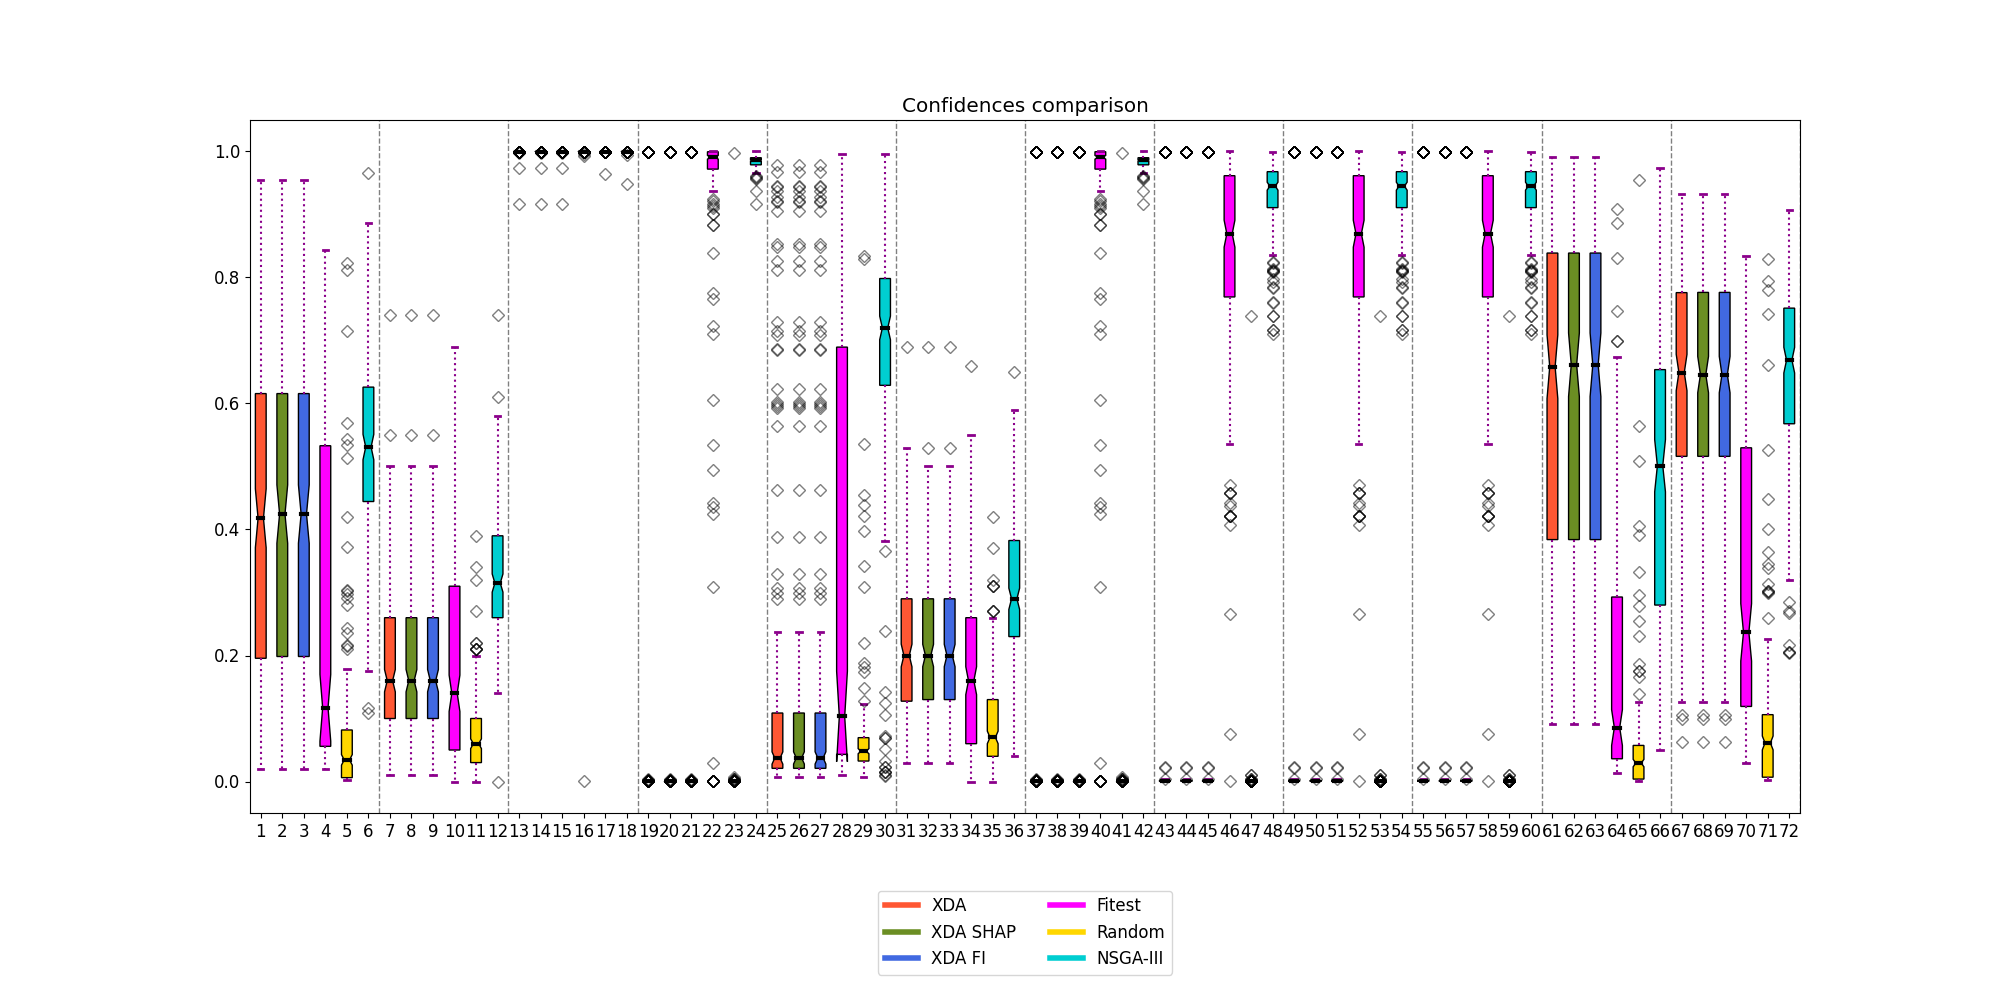 Confidences comparison
1.0
0.8
0.6
0.4
0.2
0.0
1 2 3 4 5 6 7 8 9 10 11 12 13 14 15 16 17 18 19 20 21 22 23 24 25 26 27 28 29 30 31 32 33 34 35 36 37 38 39 40 41 42 43 44 45 46 47 48 49 50 51 52 53 54 55 56 57 58 59 60 61 62 63 64 65 66 67 68 69 70 71 72
XDA Fitest
XDA SHAP Random
XDA FI NSGA-III